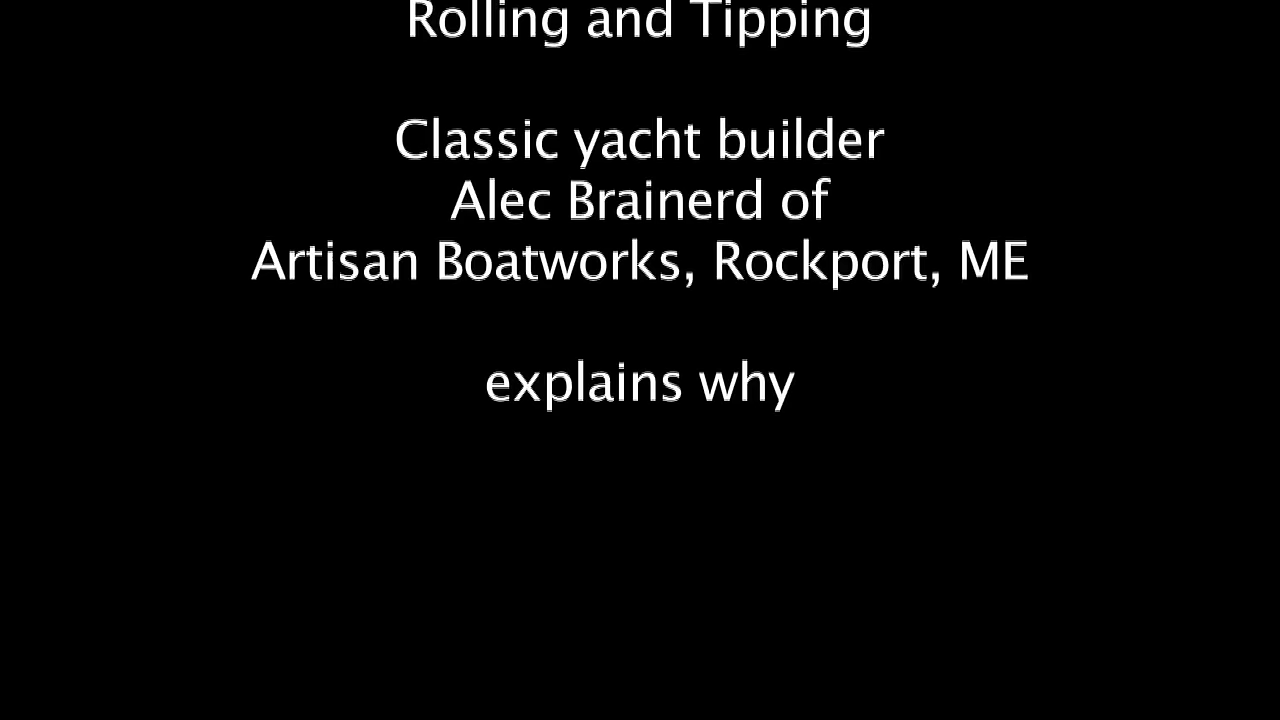 Rolling and Tipping
Classic yacht builder
Alec Brainerd of
Artisan Boatworks, Rockport, ME
explains why